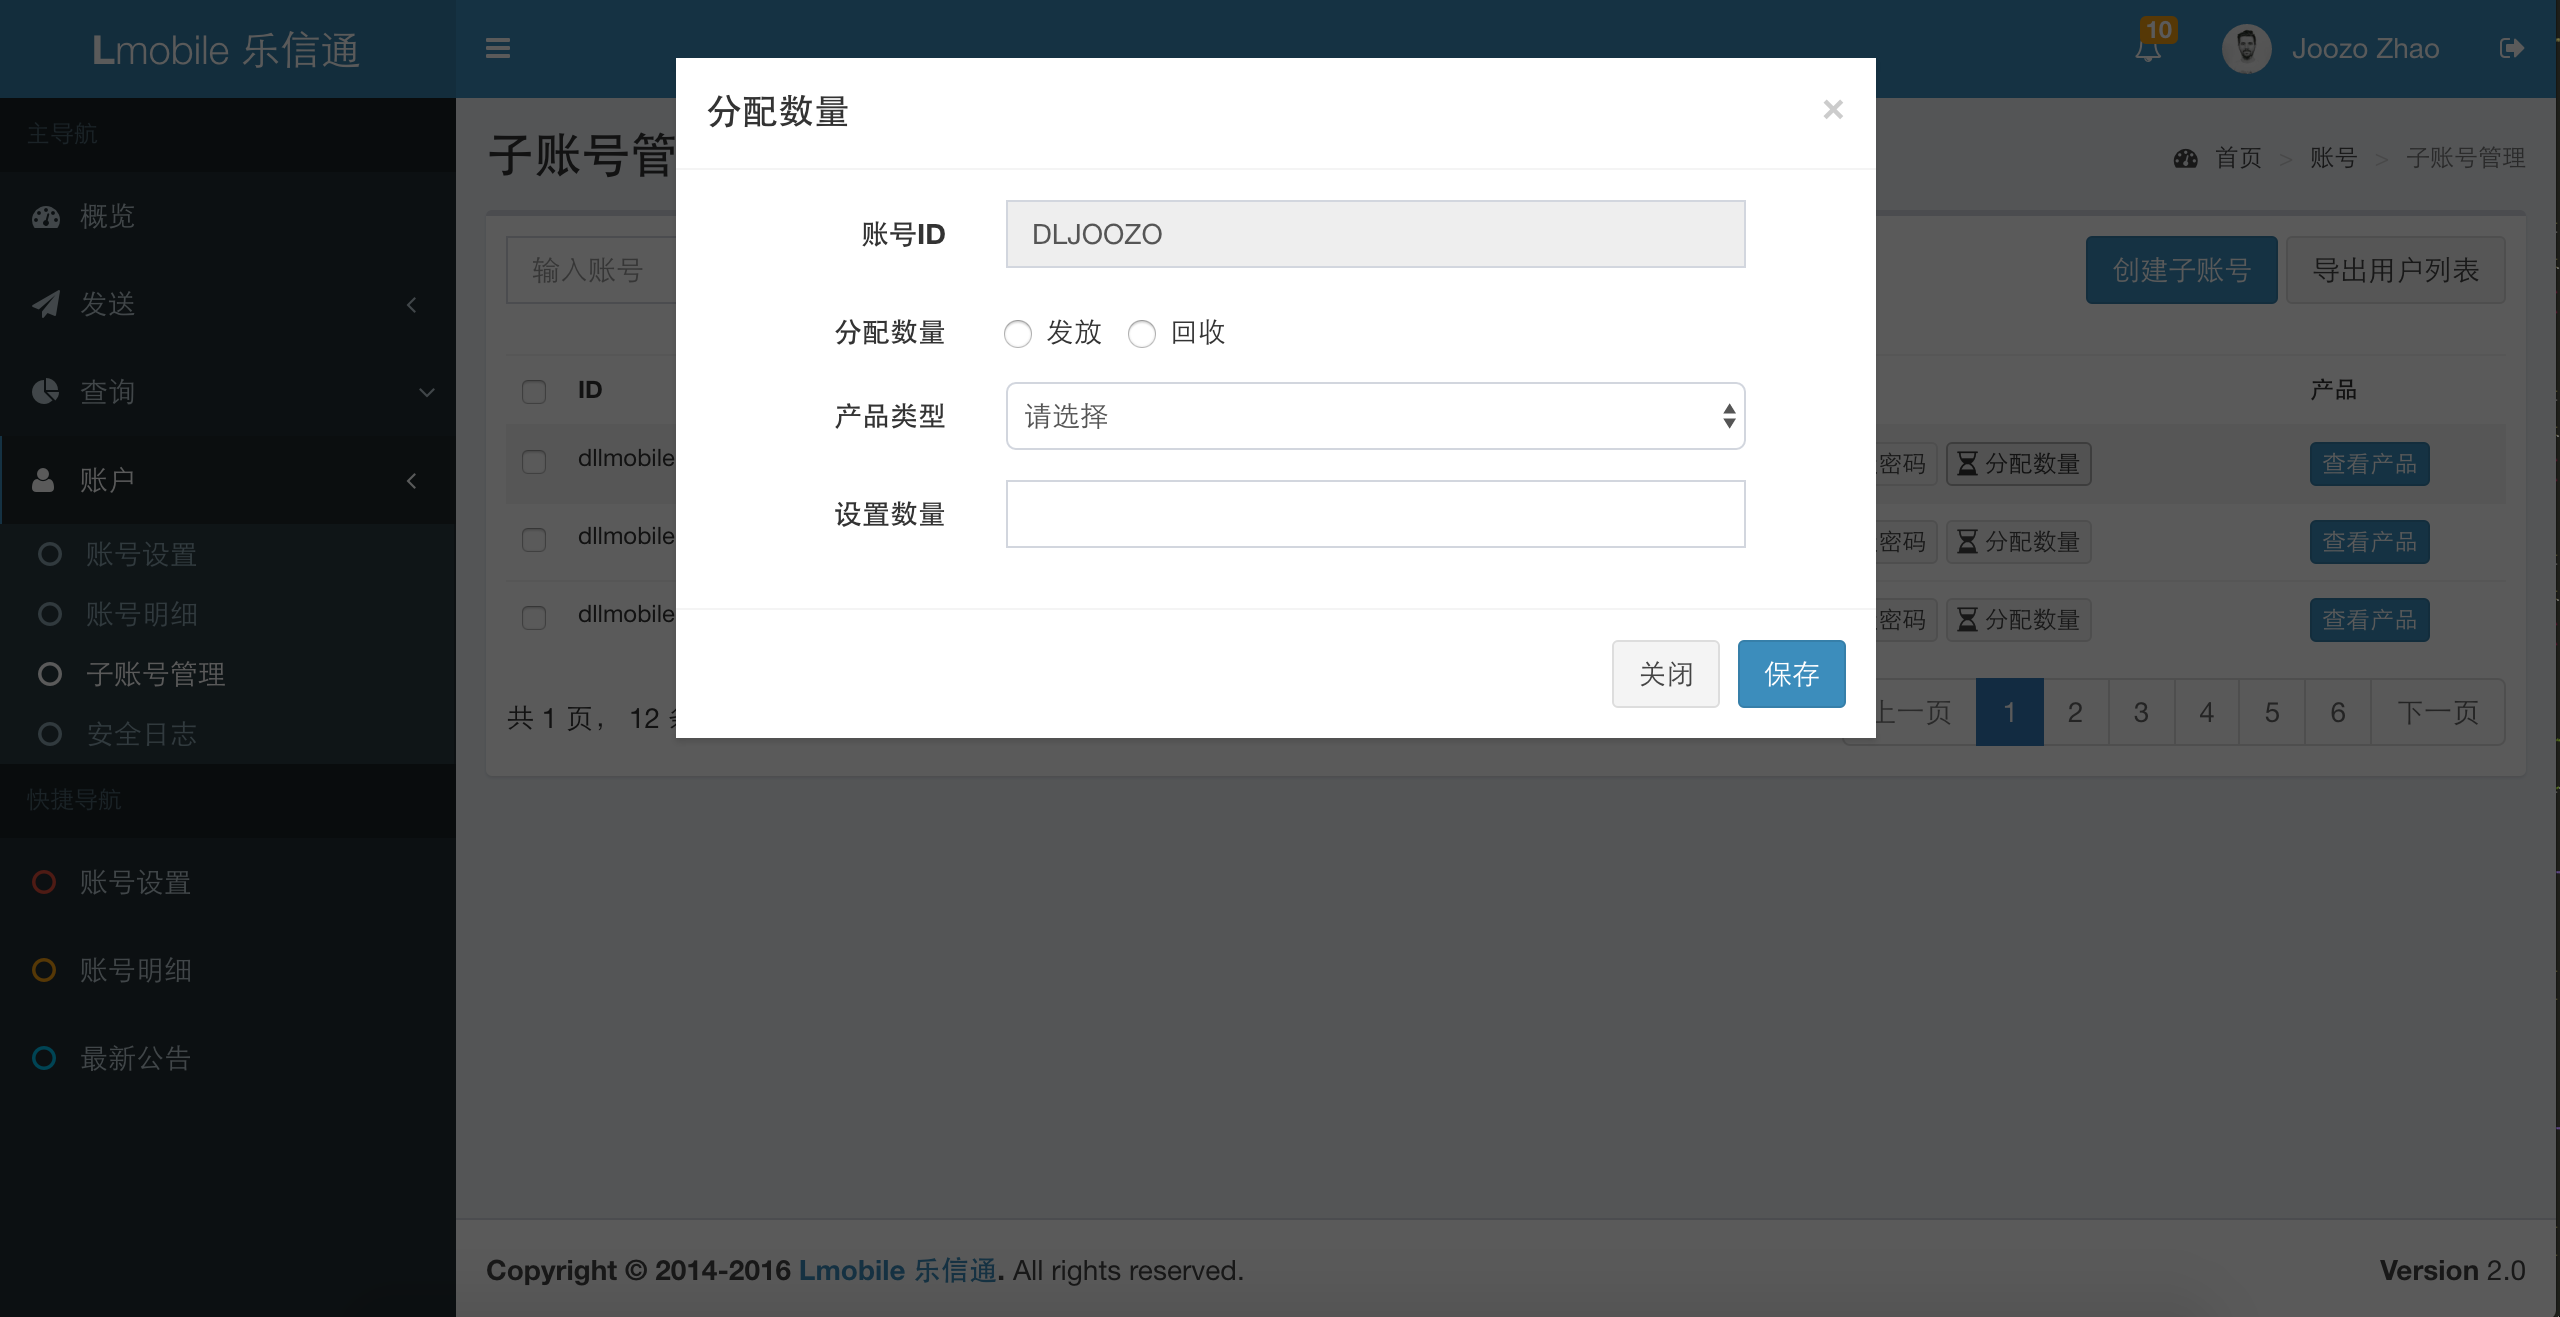 Lmobile 乐信通
10
Joozo Zhao
主导航
概览
发送
查询
账户
账号设置
账号明细
子账号管理
安全日志
快捷导航
账号设置
账号明细
最新公告
子账号管
首页 > 账号 > 子账号管理
输入账号
创建子账号
导出用户列表
ID
产品
dllmobile
密码
分配数量
查看产品
dllmobile
密码
分配数量
查看产品
dllmobile
密码
分配数量
查看产品
共 1 页， 12
上一页 1 2 3 4 5 6 下一页
分配数量
×
账号ID
DLJOOZO
分配数量
发放
回收
产品类型
请选择
设置数量
关闭
保存
Copyright © 2014-2016 Lmobile 乐信通. All rights reserved.
Version 2.0